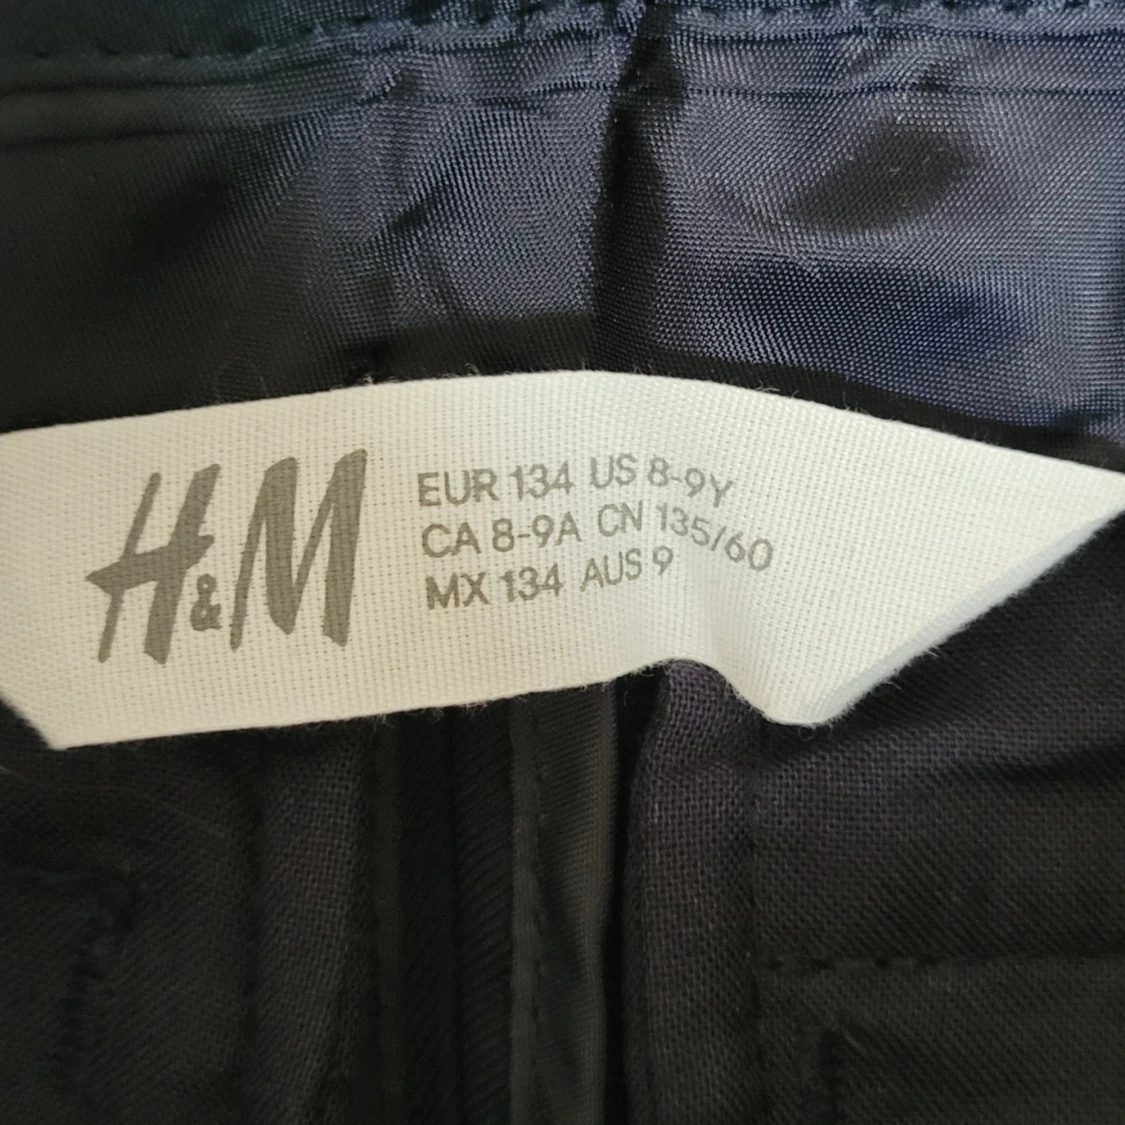 H&M
EUR 134 US 8-9Y
CA 8-9A CN 135/60
MX 134 AUS 9